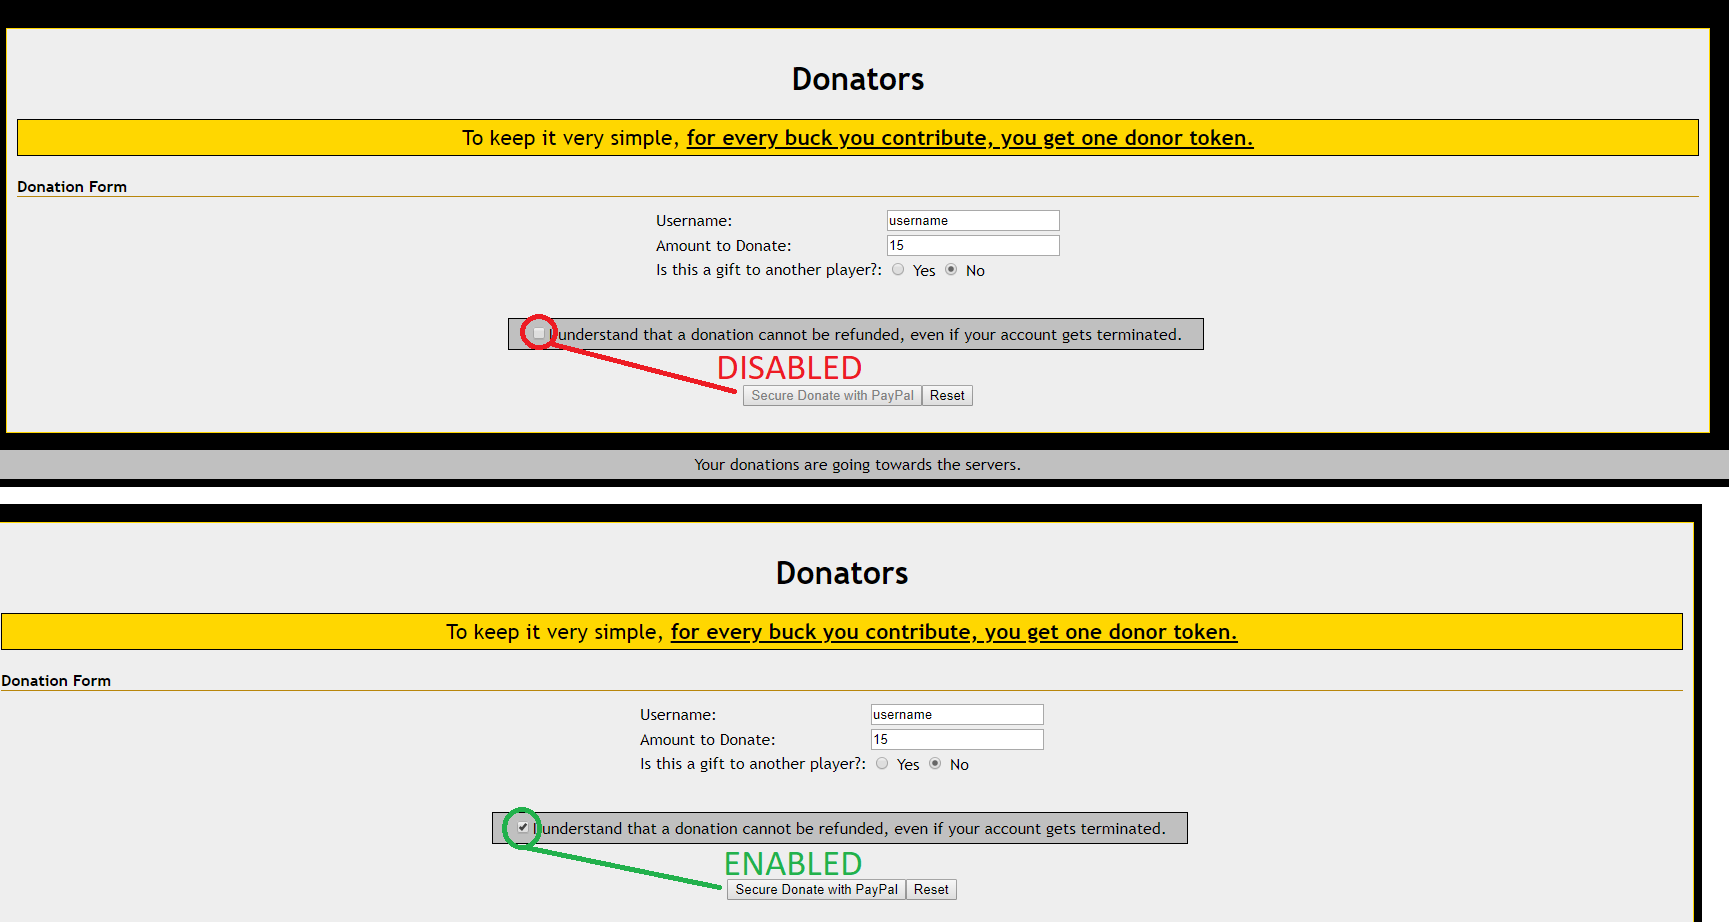 Donators
To keep it very simple, for every buck you contribute, you get one donor token.
Donation Form
Username: username
Amount to Donate: 15
Is this a gift to another player?: Yes No
I understand that a donation cannot be refunded, even if your account gets terminated.
DISABLED
Secure Donate with PayPal Reset
Your donations are going towards the servers.
Donators
To keep it very simple, for every buck you contribute, you get one donor token.
Donation Form
Username: username
Amount to Donate: 15
Is this a gift to another player?: Yes No
I understand that a donation cannot be refunded, even if your account gets terminated.
ENABLED
Secure Donate with PayPal Reset